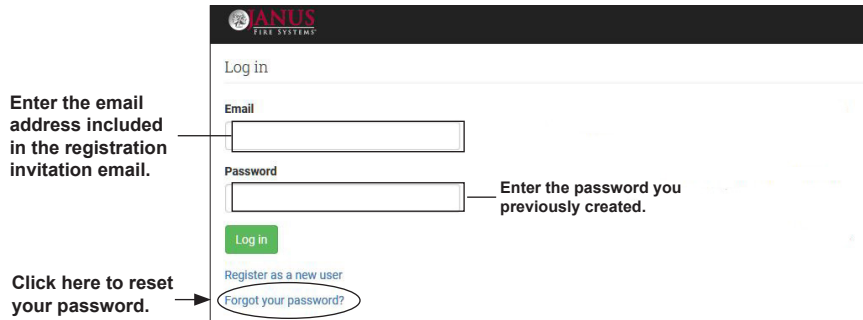 JANUS
FIRE SYSTEMS®
Log in
Enter the email
address included
in the registration
invitation email.
Email
Password
Enter the password you
previously created.
Log in
Register as a new user
Click here to reset
your password.
Forgot your password?